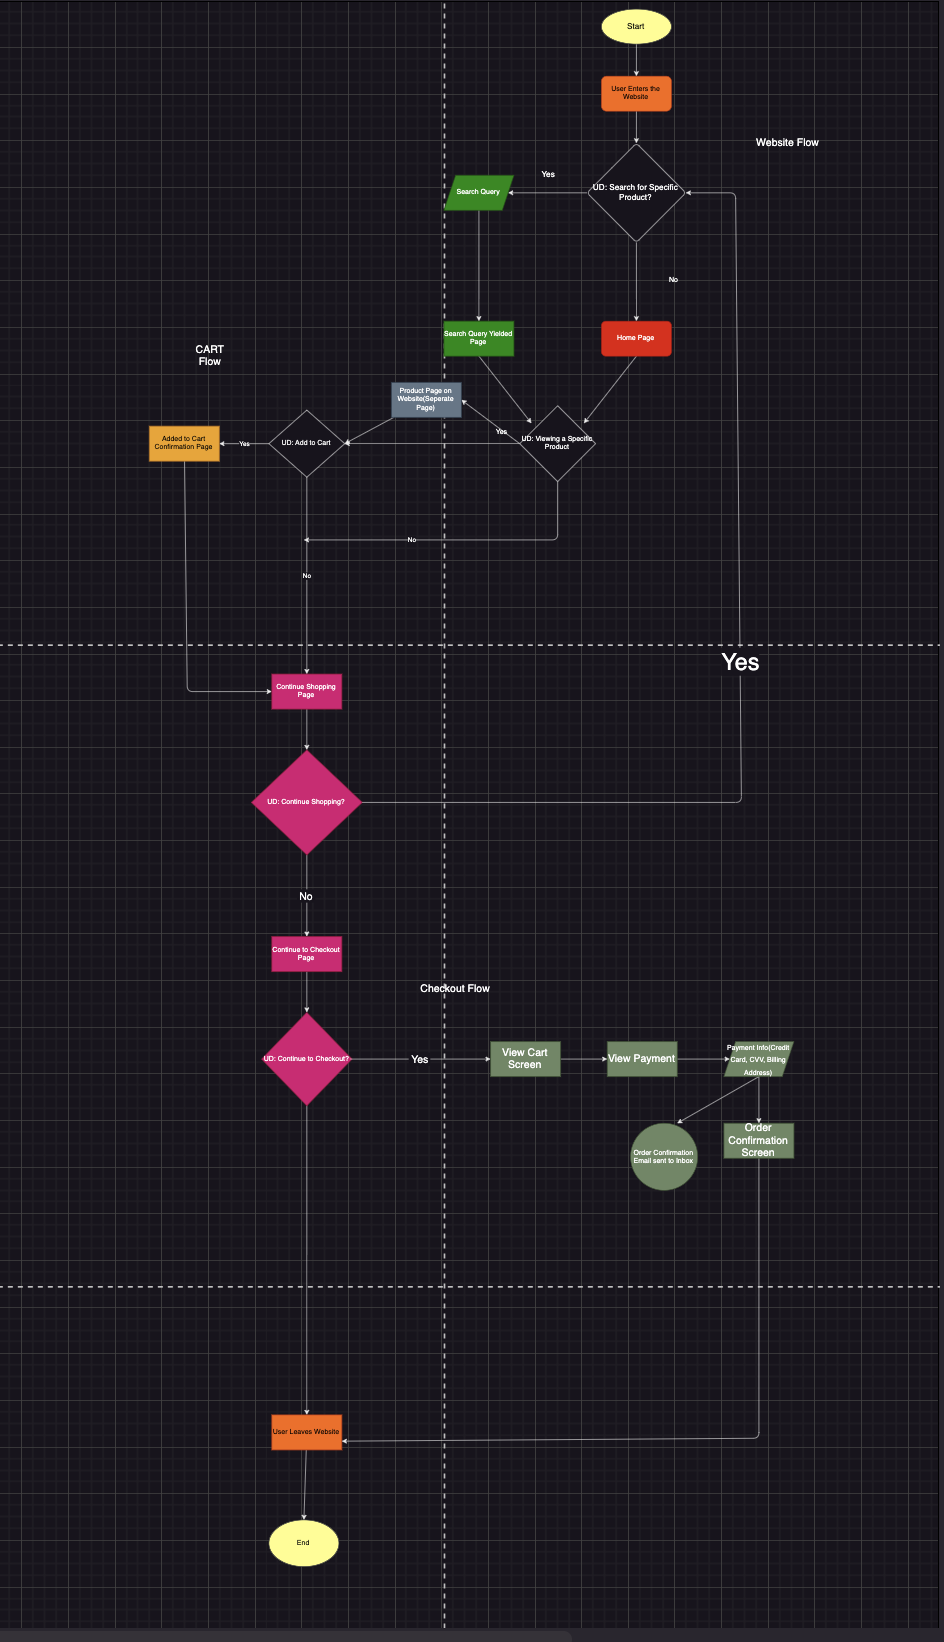 Start
User Enters the
Website
Website Flow
Yes
UD: Search for Specific
Product?
Search Query
No
Search Query Yielded
Page
Home Page
CART
Flow
Product Page on
Website(Seperate
Page)
Yes
UD: Viewing a Specific
Product
UD: Add to Cart
Yes
Added to Cart
Confirmation Page
No
No
Yes
Continue Shopping
Page
UD: Continue Shopping?
No
Continue to Checkout
Page
Checkout Flow
UD: Continue to Checkout?
Yes
View Cart
Screen
View Payment
Payment Info(Credit
Card, CVV, Billing
Address)
Order Confirmation
Email sent to Inbox
Order
Confirmation
Screen
User Leaves Website
End